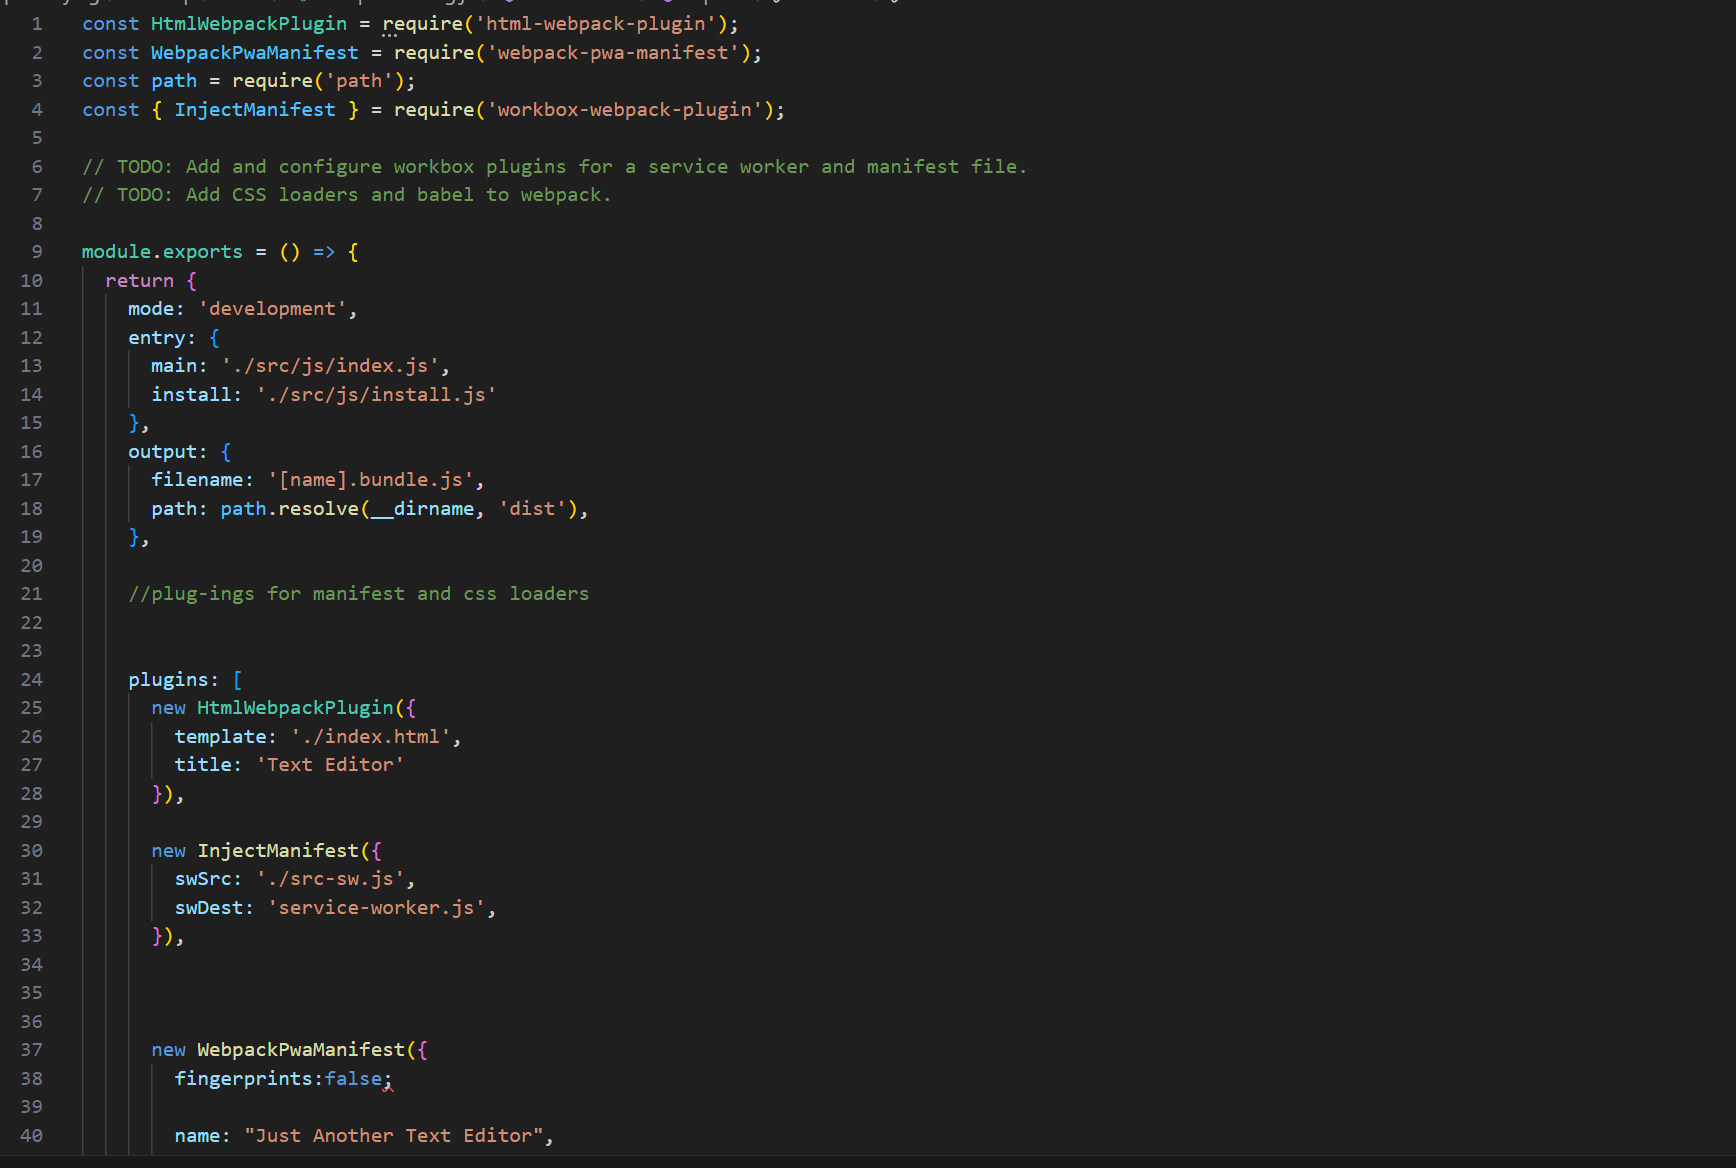 1 const HtmlWebpackPlugin = require('html-webpack-plugin');
2 const WebpackPwaManifest = require('webpack-pwa-manifest');
3 const path = require('path');
4 const { InjectManifest } = require('workbox-webpack-plugin');
5
6 // TODO: Add and configure workbox plugins for a service worker and manifest file.
7 // TODO: Add CSS loaders and babel to webpack.
8
9 module.exports = () => {
10 return {
11 mode: 'development',
12 entry: {
13 main: './src/js/index.js',
14 install: './src/js/install.js'
15 },
16 output: {
17 filename: '[name].bundle.js',
18 path: path.resolve(__dirname, 'dist'),
19 },
20
21 //plug-ings for manifest and css loaders
22
23
24 plugins: [
25 new HtmlWebpackPlugin({
26 template: './index.html',
27 title: 'Text Editor'
28 }),
29
30 new InjectManifest({
31 swSrc: './src-sw.js',
32 swDest: 'service-worker.js',
33 }),
34
35
36
37 new WebpackPwaManifest({
38 fingerprints:false;
39
40 name: "Just Another Text Editor",